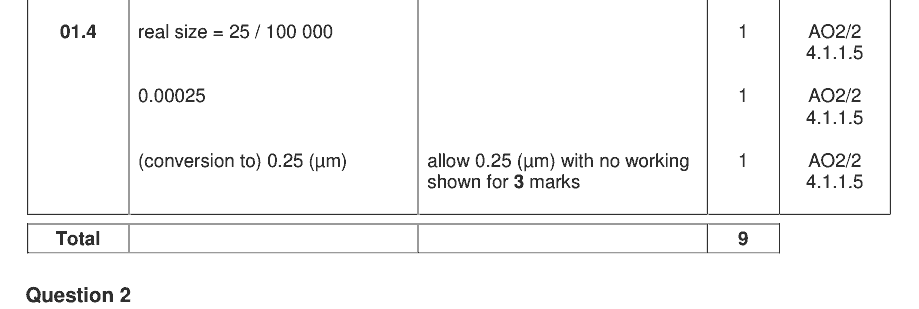 01.4 real size = 25 / 100 000 1 AO2/2
4.1.1.5
0.00025 1 AO2/2
4.1.1.5
(conversion to) 0.25 (µm) allow 0.25 (µm) with no working 1 AO2/2
shown for 3 marks 4.1.1.5
Total 9
Question 2